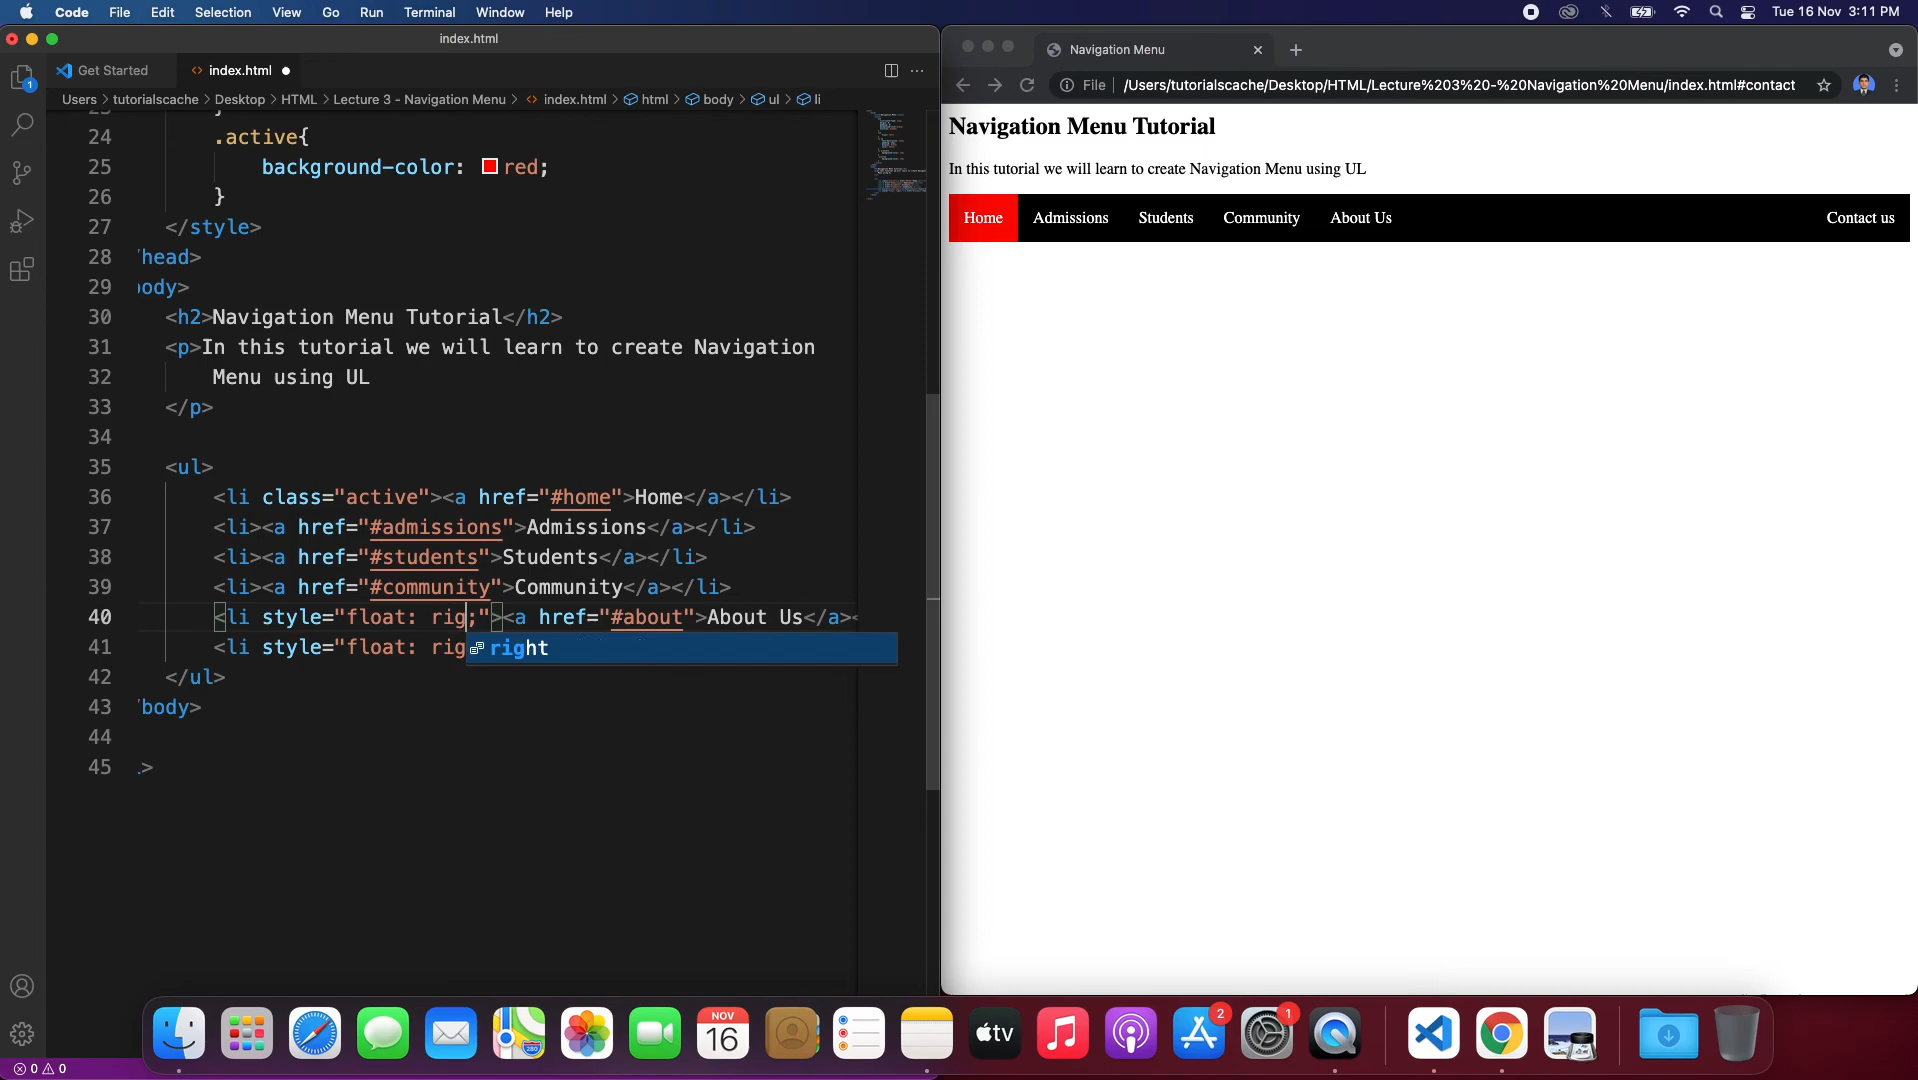 Code File Edit Selection View Go Run Terminal Window Help
Tue 16 Nov 3:11 PM
index.html
Get Started
index.html
Users > tutorialscache > Desktop > HTML > Lecture 3 - Navigation Menu > index.html > html > body > ul > li
24 .active{
25 background-color: red;
26 }
27 </style>
28 /head>
29 body>
30 <h2>Navigation Menu Tutorial</h2>
31 <p>In this tutorial we will learn to create Navigation
32 Menu using UL
33 </p>
34
35 <ul>
36 <li class="active"><a href="#home">Home</a></li>
37 <li><a href="#admissions">Admissions</a></li>
38 <li><a href="#students">Students</a></li>
39 <li><a href="#community">Community</a></li>
40 <li style="float: rig;"><a href="#about">About Us</a><
41 <li style="float: rig
right
42 </ul>
43 /body>
44
45 >
0 0
1
Navigation Menu
File /Users/tutorialscache/Desktop/HTML/Lecture%203%20-%20Navigation%20Menu/index.html#contact
Navigation Menu Tutorial
In this tutorial we will learn to create Navigation Menu using UL
Home Admissions Students Community About Us Contact us
NOV
16
280
tv
2
1